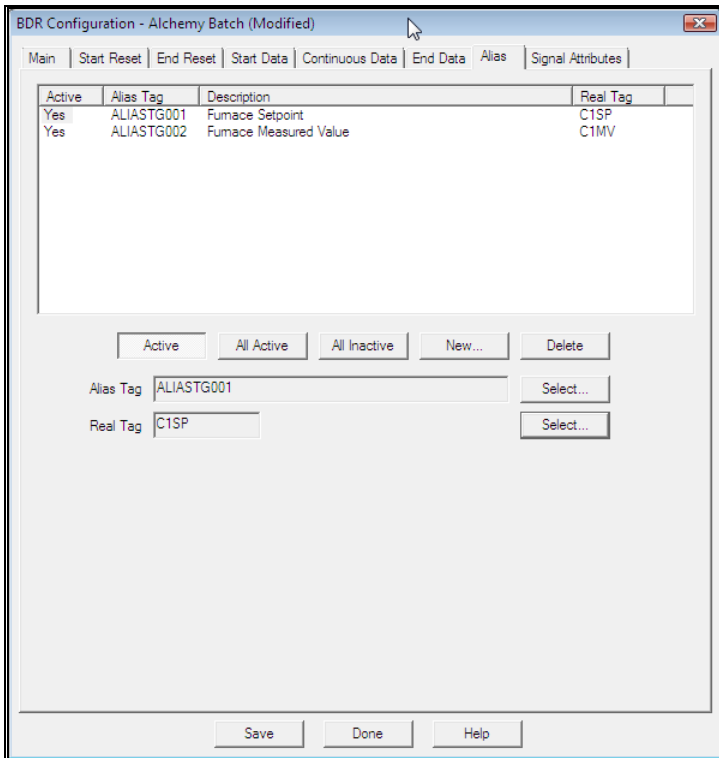 BDR Configuration - Alchemy Batch (Modified)
Main Start Reset End Reset Start Data Continuous Data End Data Alias Signal Attributes
Active Alias Tag Description Real Tag
Yes ALIASTG001 Furnace Setpoint C1SP
Yes ALIASTG002 Furnace Measured Value C1MV
Active All Active All Inactive New... Delete
Alias Tag ALIASTG001 Select...
Real Tag C1SP Select...
Save Done Help